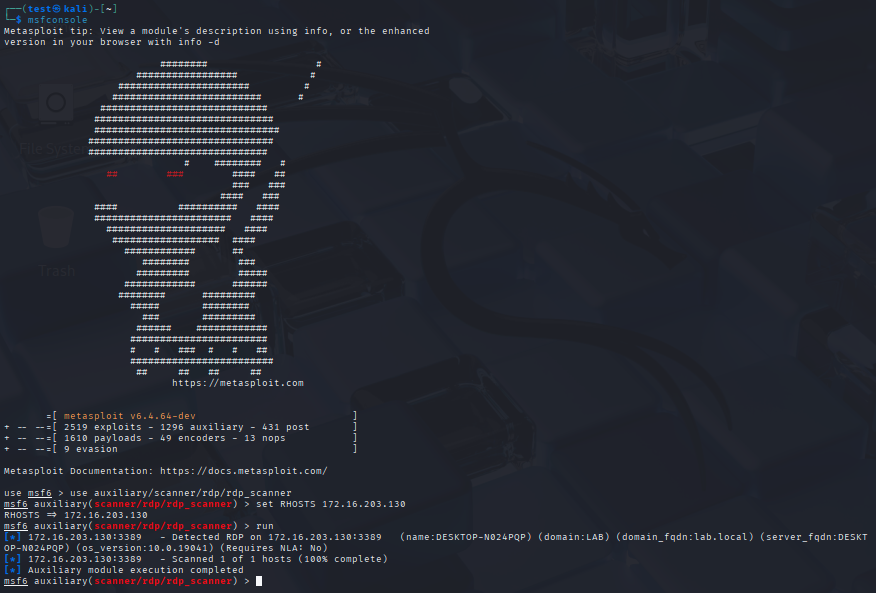 ┌──(test㉿kali)-[~]
└─$ msfconsole
Metasploit tip: View a module's description using info, or the enhanced
version in your browser with info -d
File System
Trash
https://metasploit.com
=[ metasploit v6.4.64-dev ]
+ -- --=[ 2519 exploits - 1296 auxiliary - 431 post ]
+ -- --=[ 1610 payloads - 49 encoders - 13 nops ]
+ -- --=[ 9 evasion ]
Metasploit Documentation: https://docs.metasploit.com/
use msf6 > use auxiliary/scanner/rdp/rdp_scanner
msf6 auxiliary(scanner/rdp/rdp_scanner) > set RHOSTS 172.16.203.130
RHOSTS => 172.16.203.130
msf6 auxiliary(scanner/rdp/rdp_scanner) > run
[*] 172.16.203.130:3389 - Detected RDP on 172.16.203.130:3389 (name:DESKTOP-N024PQP) (domain:LAB) (domain_fqdn:lab.local) (server_fqdn:DESKT
OP-N024PQP) (os_version:10.0.19041) (Requires NLA: No)
[*] 172.16.203.130:3389 - Scanned 1 of 1 hosts (100% complete)
[*] Auxiliary module execution completed
msf6 auxiliary(scanner/rdp/rdp_scanner) >